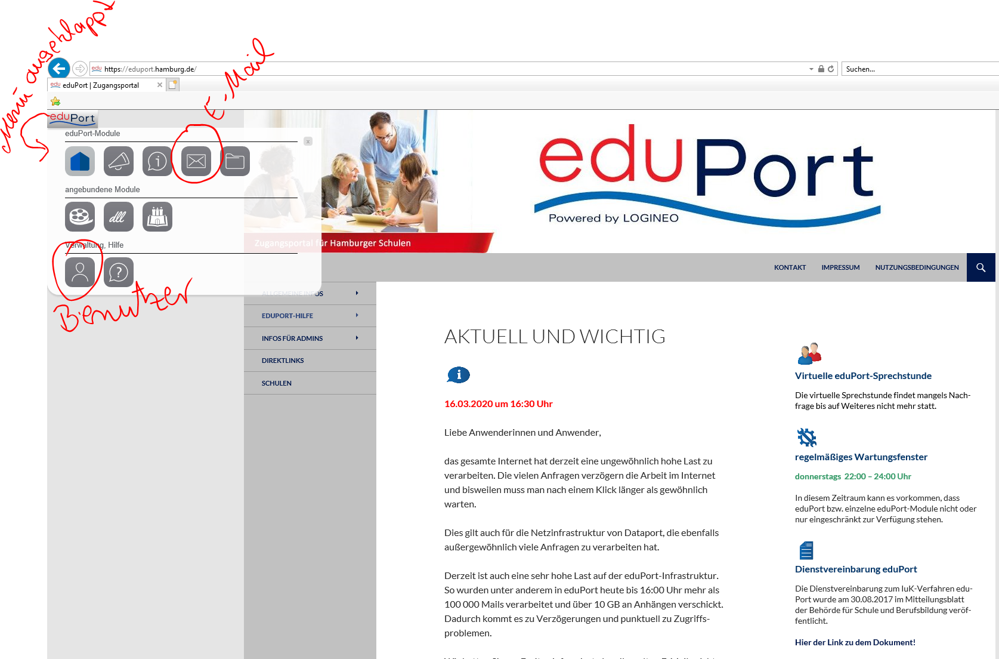 Menü ausgeklappt
E-Mail
https://eduport.hamburg.de/
Suchen...
edu eduPort | Zugangsportal
eduPort
eduPort-Module
x
angebundene Module
dll
Verwaltung, Hilfe
Benutzer
eduPort
Powered by LOGINEO
Zugangsportal für Hamburger Schulen
KONTAKT IMPRESSUM NUTZUNGSBEDINGUNGEN
ALLGEMEINE INFOS
EDUPORT-HILFE
INFOS FÜR ADMINS
DIREKTLINKS
SCHULEN
AKTUELL UND WICHTIG
16.03.2020 um 16:30 Uhr
Liebe Anwenderinnen und Anwender,
das gesamte Internet hat derzeit eine ungewöhnlich hohe Last zu
verarbeiten. Die vielen Anfragen verzögern die Arbeit im Internet
und bisweilen muss man nach einem Klick länger als gewöhnlich
warten.
Dies gilt auch für die Netzinfrastruktur von Dataport, die ebenfalls
außergewöhnlich viele Anfragen zu verarbeiten hat.
Derzeit ist auch eine sehr hohe Last auf der eduPort-Infrastruktur.
So wurden unter anderem in eduPort heute bis 16:00 Uhr mehr als
100 000 Mails verarbeitet und über 10 GB an Anhängen verschickt.
Dadurch kommt es zu Verzögerungen und punktuell zu Zugriffs-
problemen.
Virtuelle eduPort-Sprechstunde
Die virtuelle Sprechstunde findet mangels Nach-
frage bis auf Weiteres nicht mehr statt.
regelmäßiges Wartungsfenster
donnerstags 22:00 – 24:00 Uhr
In diesem Zeitraum kann es vorkommen, dass
eduPort bzw. einzelne eduPort-Module nicht oder
nur eingeschränkt zur Verfügung stehen.
Dienstvereinbarung eduPort
Die Dienstvereinbarung zum IuK-Verfahren edu-
Port wurde am 30.08.2017 im Mitteilungsblatt
der Behörde für Schule und Berufsbildung veröf-
fentlicht.
Hier der Link zu dem Dokument!